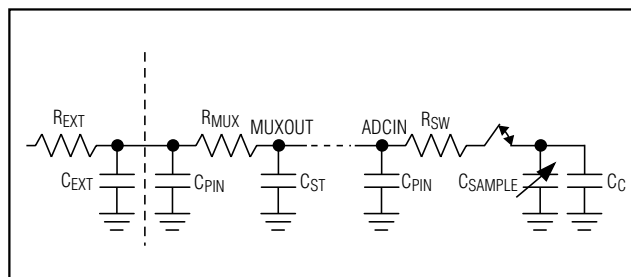 REXT
RMUX
MUXOUT
ADCIN
RSW
CEXT
CPIN
CST
CPIN
CSAMPLE
CC